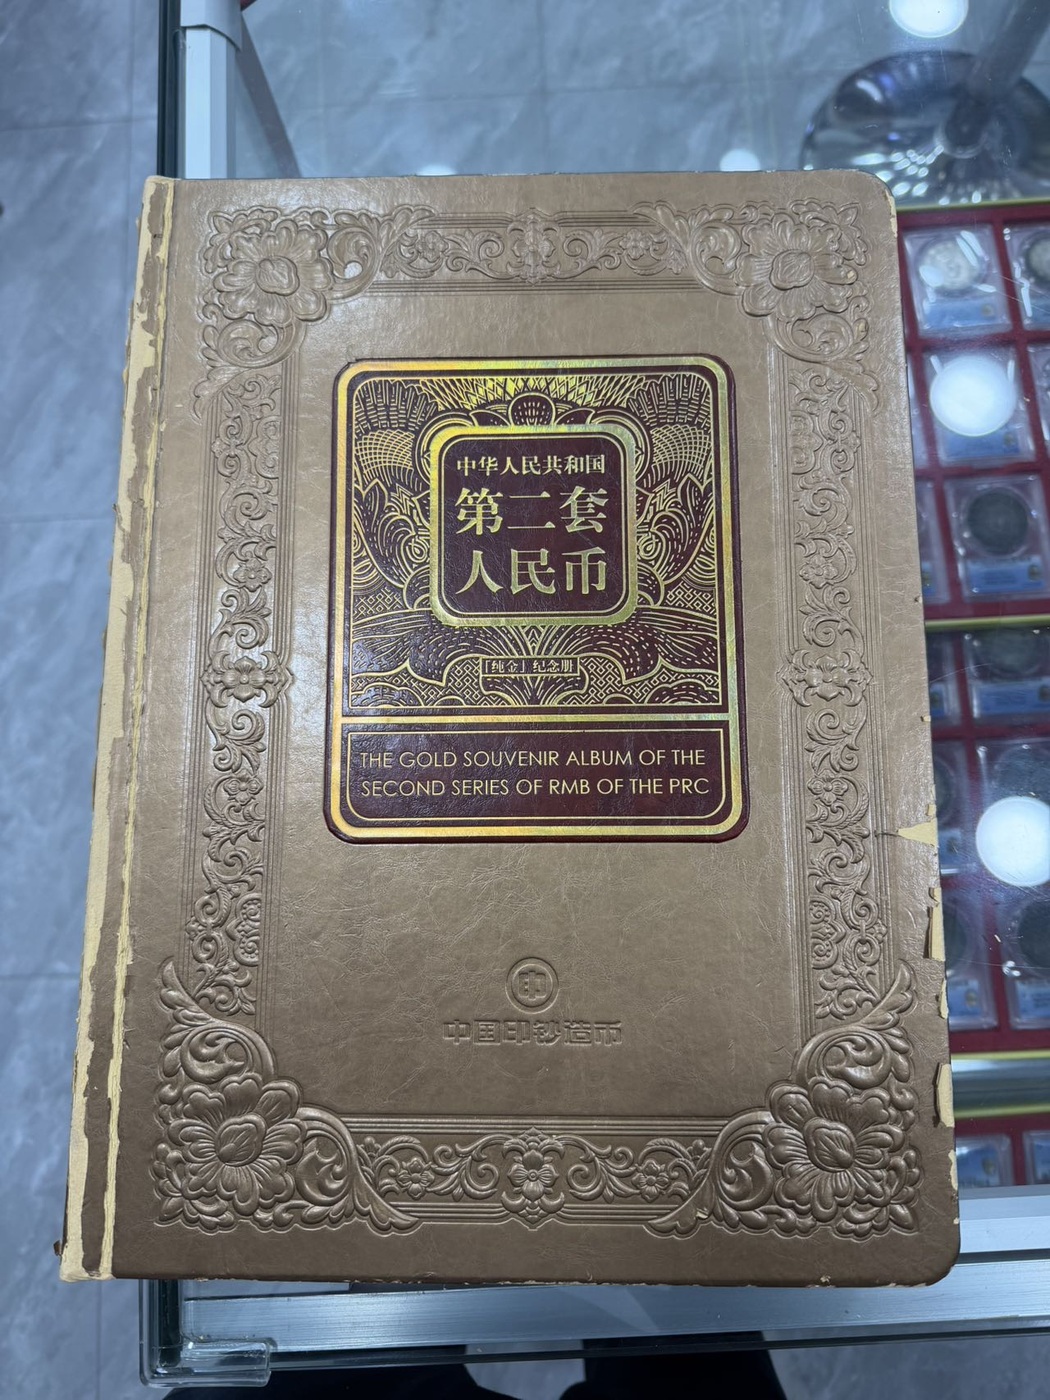 中华人民共和国
第二套
人民币
[纯金] 纪念册
THE GOLD SOUVENIR ALBUM OF THE
SECOND SERIES OF RMB OF THE PRC
印
中国印钞造币